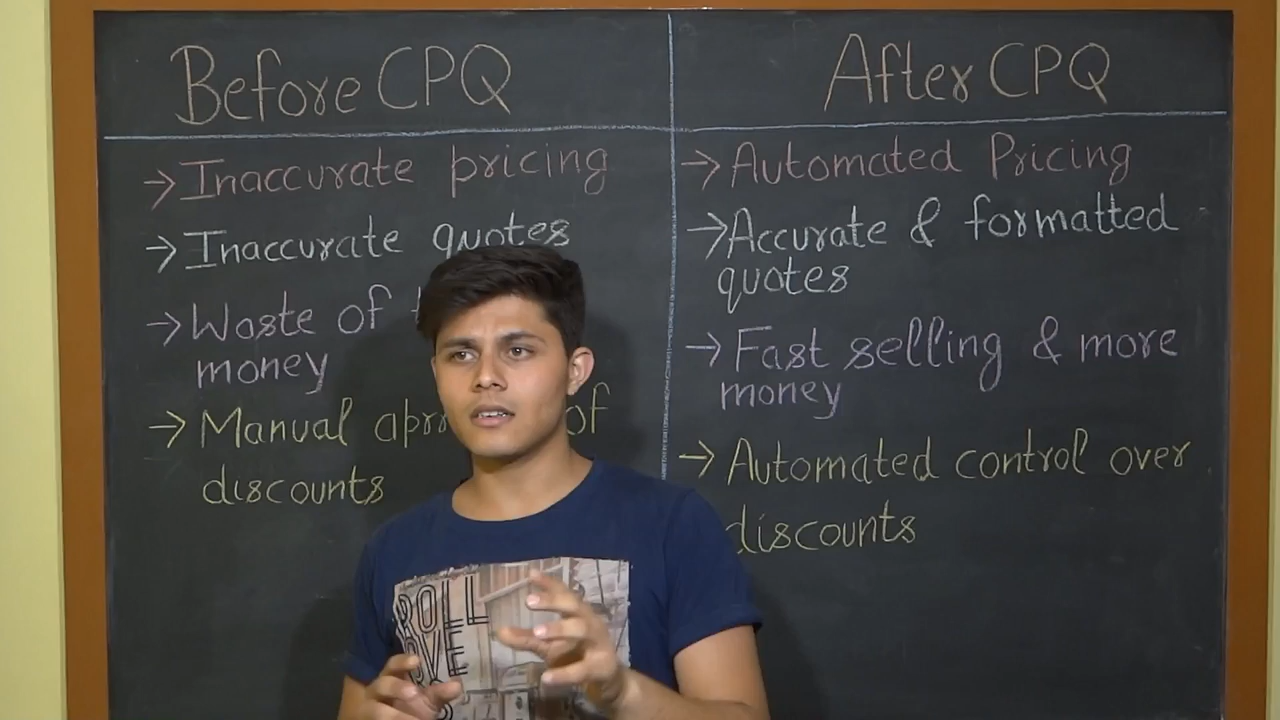 Before CPQ
→ Inaccurate pricing
→ Inaccurate quotes
→ Waste of
money
→ Manual of
discounts
After CPQ
→ Automated Pricing
→ Accurate & formatted
quotes
→ Fast selling & more
money
→ Automated control over
discounts
ROLL